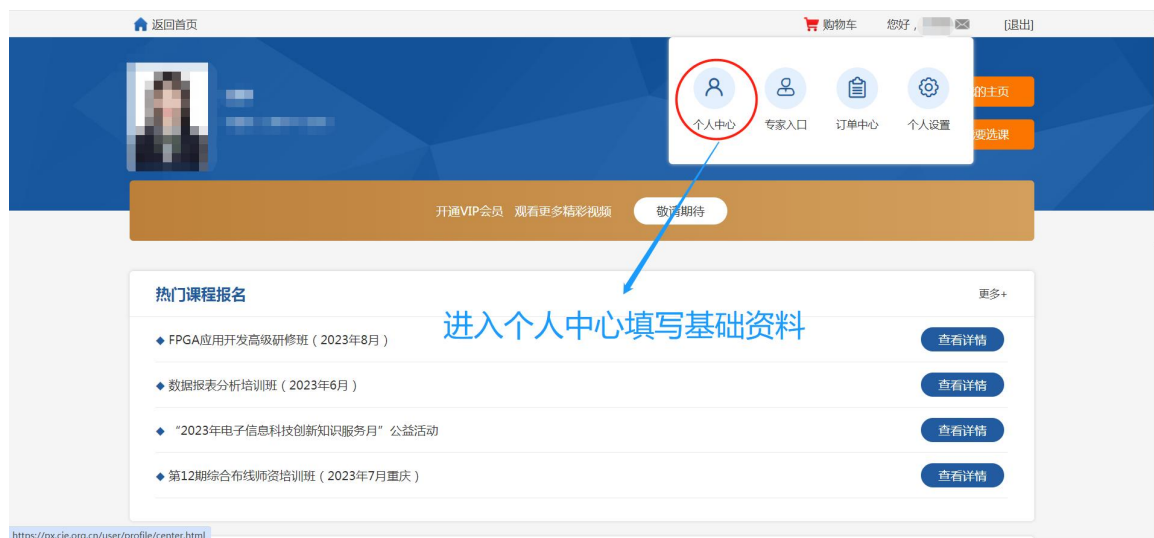 返回首页
购物车 您好， [退出]
个人中心 专家入口 订单中心 个人设置
的主页
要选课
开通VIP会员 观看更多精彩视频 敬请期待
热门课程报名 更多+
进入个人中心填写基础资料
◆ FPGA应用开发高级研修班（2023年8月） 查看详情
◆ 数据报表分析培训班（2023年6月） 查看详情
◆ “2023年电子信息科技创新知识服务月”公益活动 查看详情
◆ 第12期综合布线师资培训班（2023年7月重庆） 查看详情
https://px.cie.org.cn/user/profile/center.html